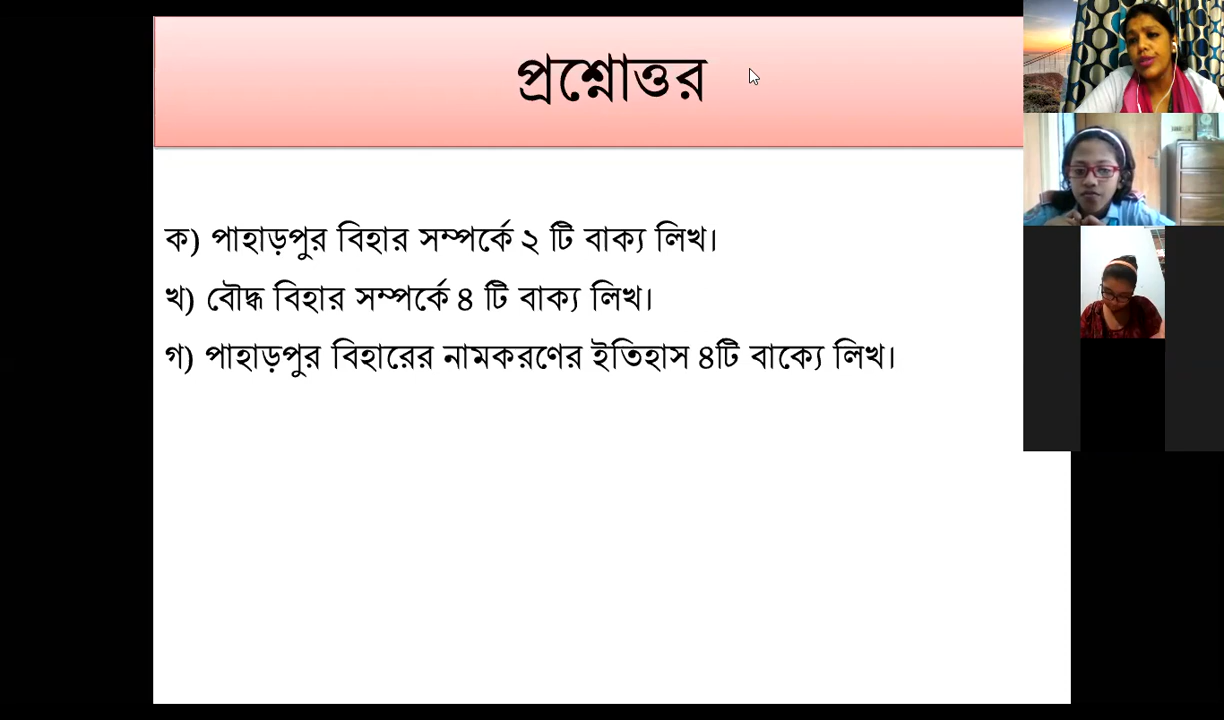 প্রশ্নোত্তর
ক) পাহাড়পুর বিহার সম্পর্কে ২ টি বাক্য লিখ।
খ) বৌদ্ধ বিহার সম্পর্কে ৪ টি বাক্য লিখ।
গ) পাহাড়পুর বিহারের নামকরণের ইতিহাস ৪টি বাক্যে লিখ।